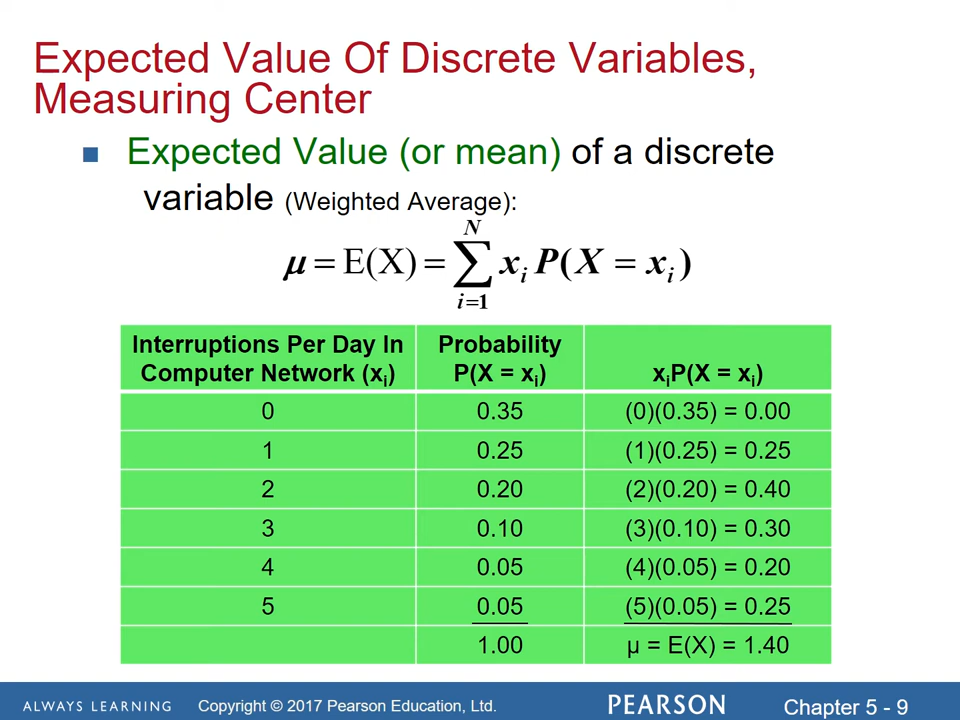 Expected Value Of Discrete Variables,
Measuring Center
Expected Value (or mean) of a discrete
variable (Weighted Average):
μ = E(X) = ∑_{i=1}^{N} x_i P(X = x_i)
Interruptions Per Day In Computer Network (x_i) | Probability P(X = x_i) | x_iP(X = x_i)
0 | 0.35 | (0)(0.35) = 0.00
1 | 0.25 | (1)(0.25) = 0.25
2 | 0.20 | (2)(0.20) = 0.40
3 | 0.10 | (3)(0.10) = 0.30
4 | 0.05 | (4)(0.05) = 0.20
5 | 0.05 | (5)(0.05) = 0.25
1.00 | μ = E(X) = 1.40
ALWAYS LEARNING Copyright © 2017 Pearson Education, Ltd. PEARSON Chapter 5 - 9